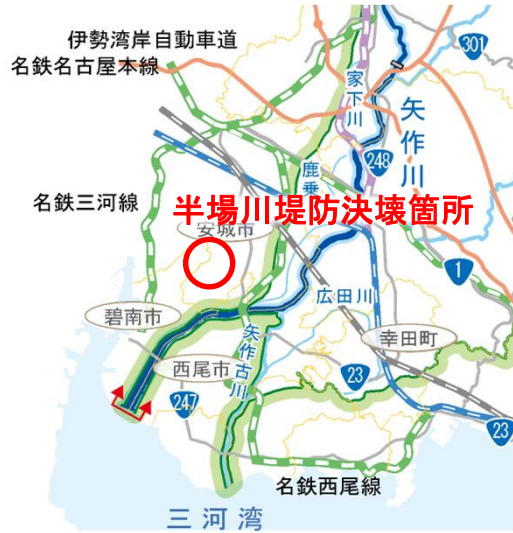 伊勢湾岸自動車道
301
名鉄名古屋本線
家下川
矢作川
248
鹿乗
名鉄三河線
半場川堤防決壊箇所
安城市
1
広田川
碧南市
矢作古川
幸田町
西尾市
23
247
23
名鉄西尾線
三河湾